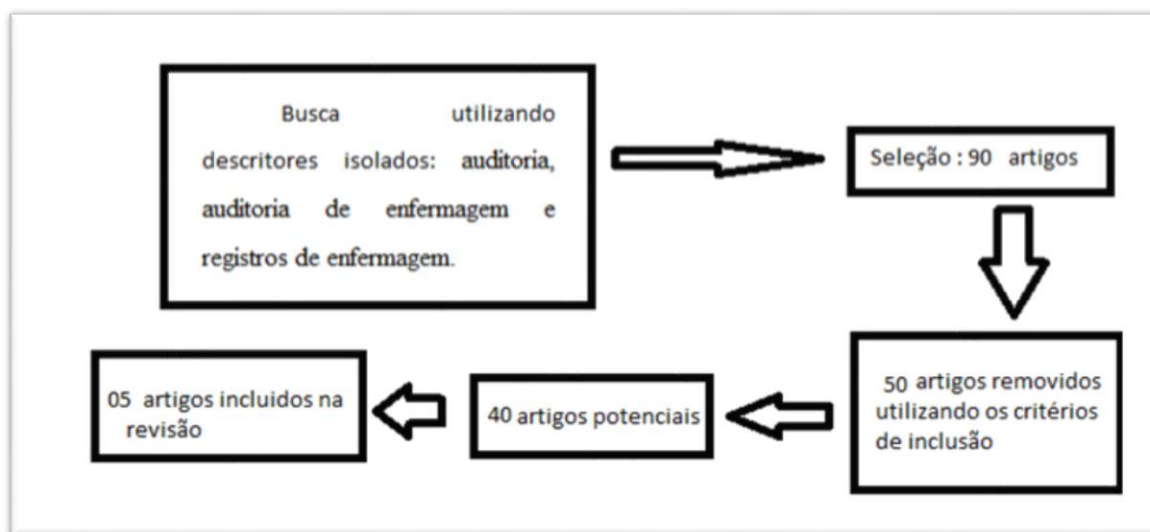 Busca utilizando
descritores isolados: auditoria,
auditoria de enfermagem e
registros de enfermagem.
Seleção : 90 artigos
50 artigos removidos
utilizando os critérios
de inclusão
40 artigos potenciais
05 artigos incluidos na
revisão